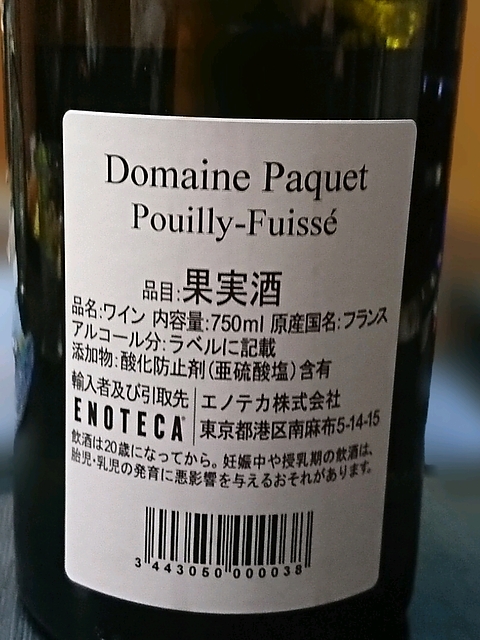 Domaine Paquet
Pouilly-Fuissé
品目:果実酒
品名:ワイン 内容量:750ml 原産国名:フランス
アルコール分:ラベルに記載
添加物:酸化防止剤(亜硫酸塩)含有
輸入者及び引取先 エノテカ株式会社
ENOTECA 東京都港区南麻布5-14-15
飲酒は20歳になってから。妊娠中や授乳期の飲酒は、
胎児・乳児の発育に悪影響を与えるおそれがあります。
3 443050 000038